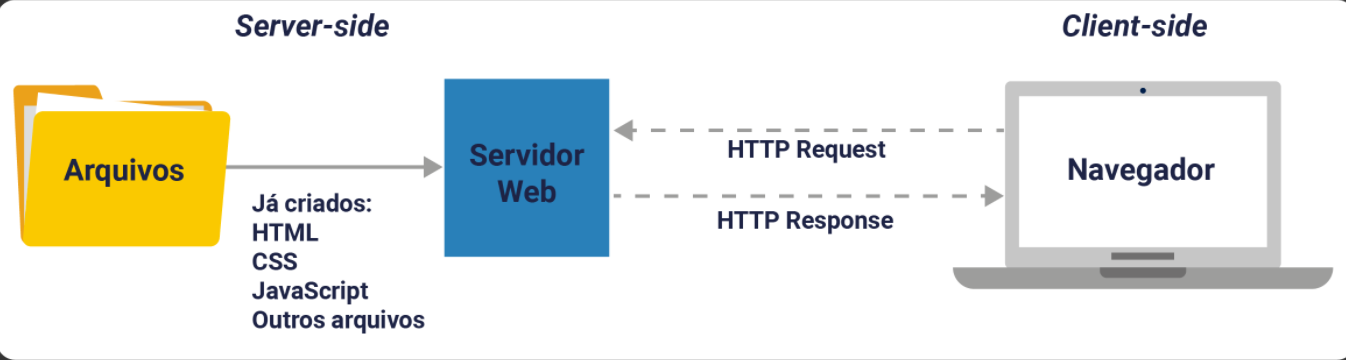 Server-side
Client-side
Arquivos
Já criados:
HTML
CSS
JavaScript
Outros arquivos
Servidor
Web
HTTP Request
HTTP Response
Navegador